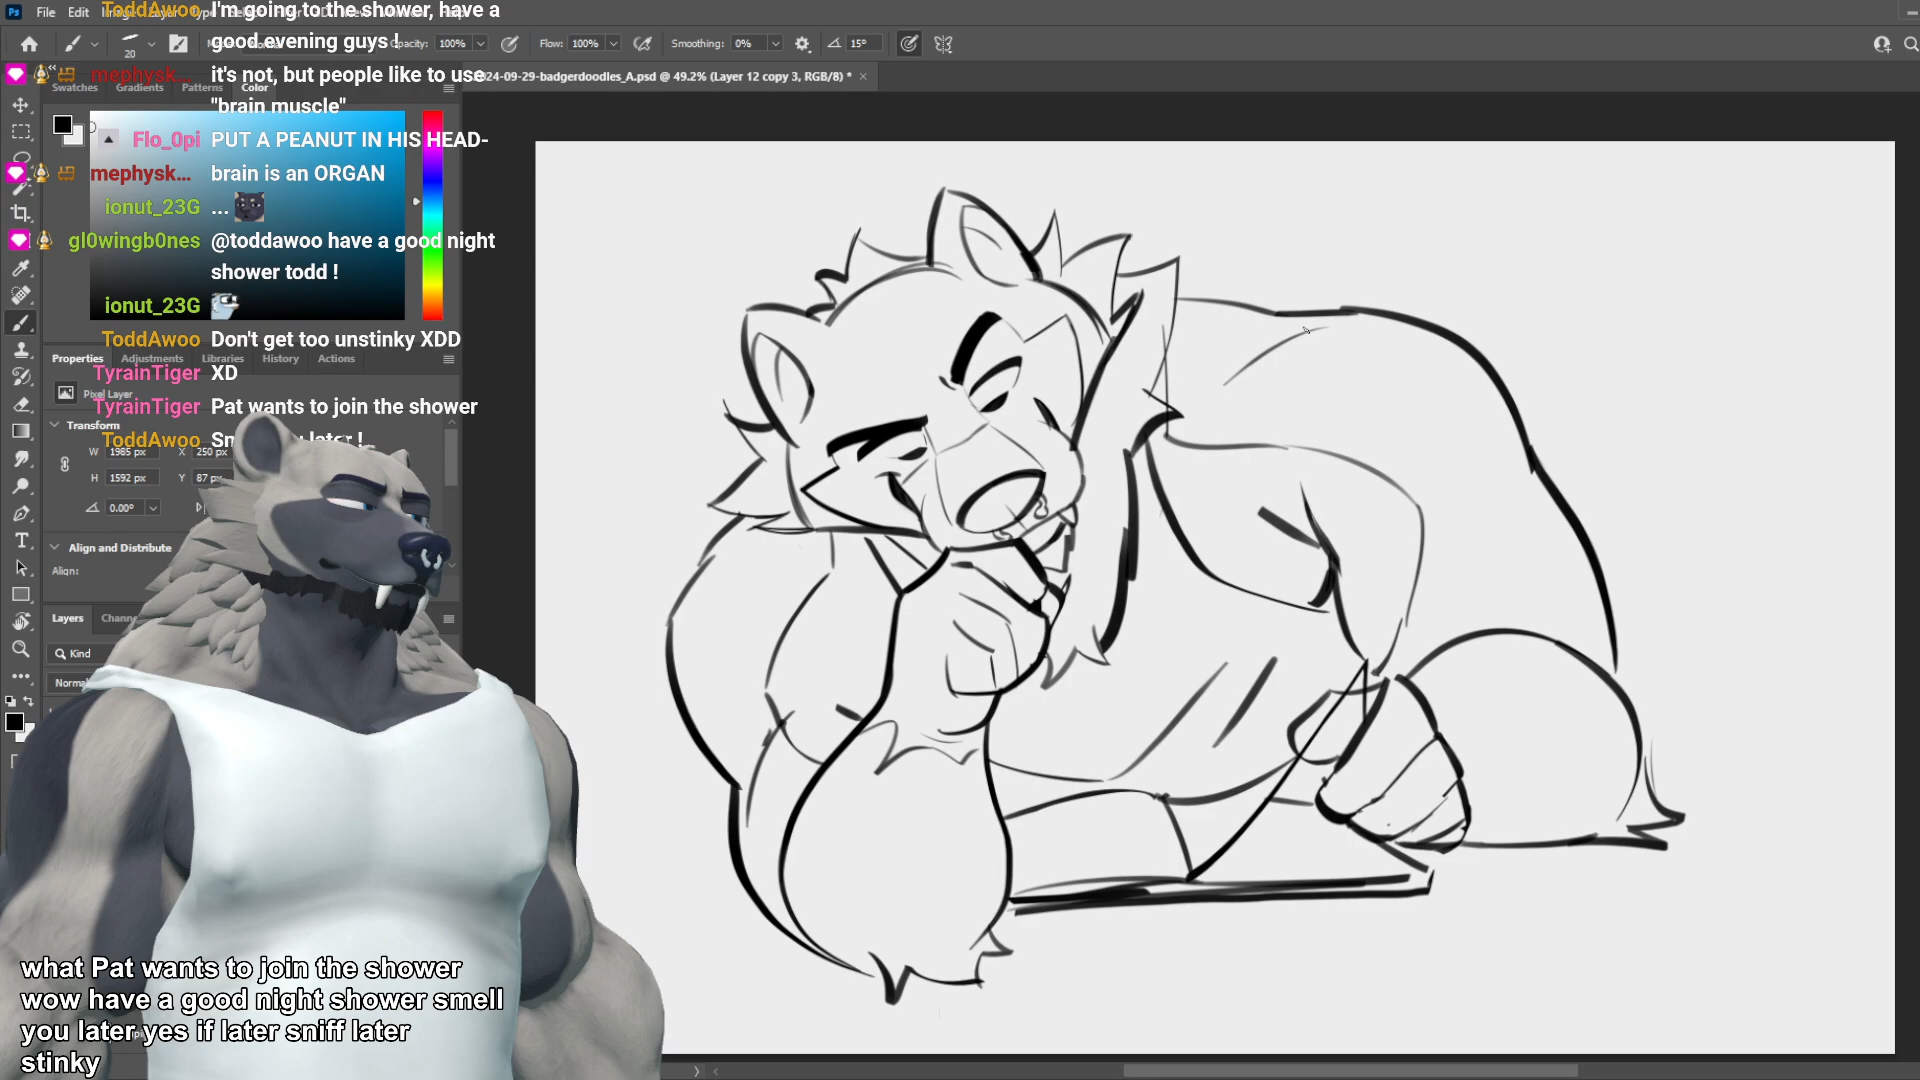 Ps File Edit
ToddAwoo I'm going to the shower, have a
good evening guys !
Opacity: 100% Flow: 100% Smoothing: 0% 15°
20
mephysk... it's not, but people like to use
"brain muscle"
24-09-29-badgerdoodles_A.psd @ 49.2% (Layer 12 copy 3, RGB/8) * ×
Swatches Gradients Patterns Color
Flo_0pi PUT A PEANUT IN HIS HEAD-
mephysk... brain is an ORGAN
ionut_23G ...
gl0wingb0nes @toddawoo have a good night
shower todd !
ionut_23G
ToddAwoo Don't get too unstinky XDD
Properties Adjustments Libraries History Actions
TyrainTiger XD
Pixel Layer
TyrainTiger Pat wants to join the shower
Transform
ToddAwoo
W 1985 px X 250 px
H 1592 px Y 87 px
0.00°
Align and Distribute
Align:
Layers
Kind
what Pat wants to join the shower
wow have a good night shower smell
you later yes if later sniff later
stinky